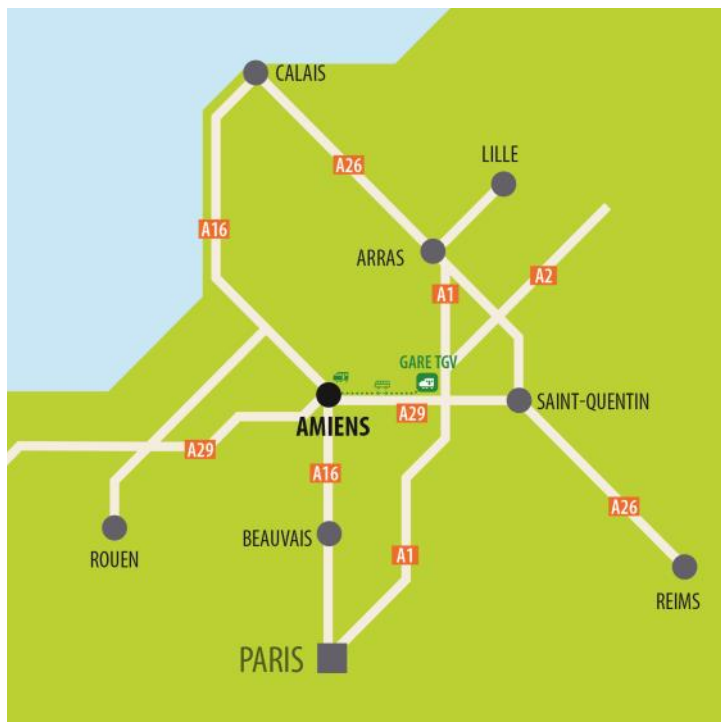 CALAIS
LILLE
A26
A16
ARRAS
A2
A1
GARE TGV
SAINT-QUENTIN
A29
AMIENS
A29
A16
A26
BEAUVAIS
ROUEN
A1
REIMS
PARIS